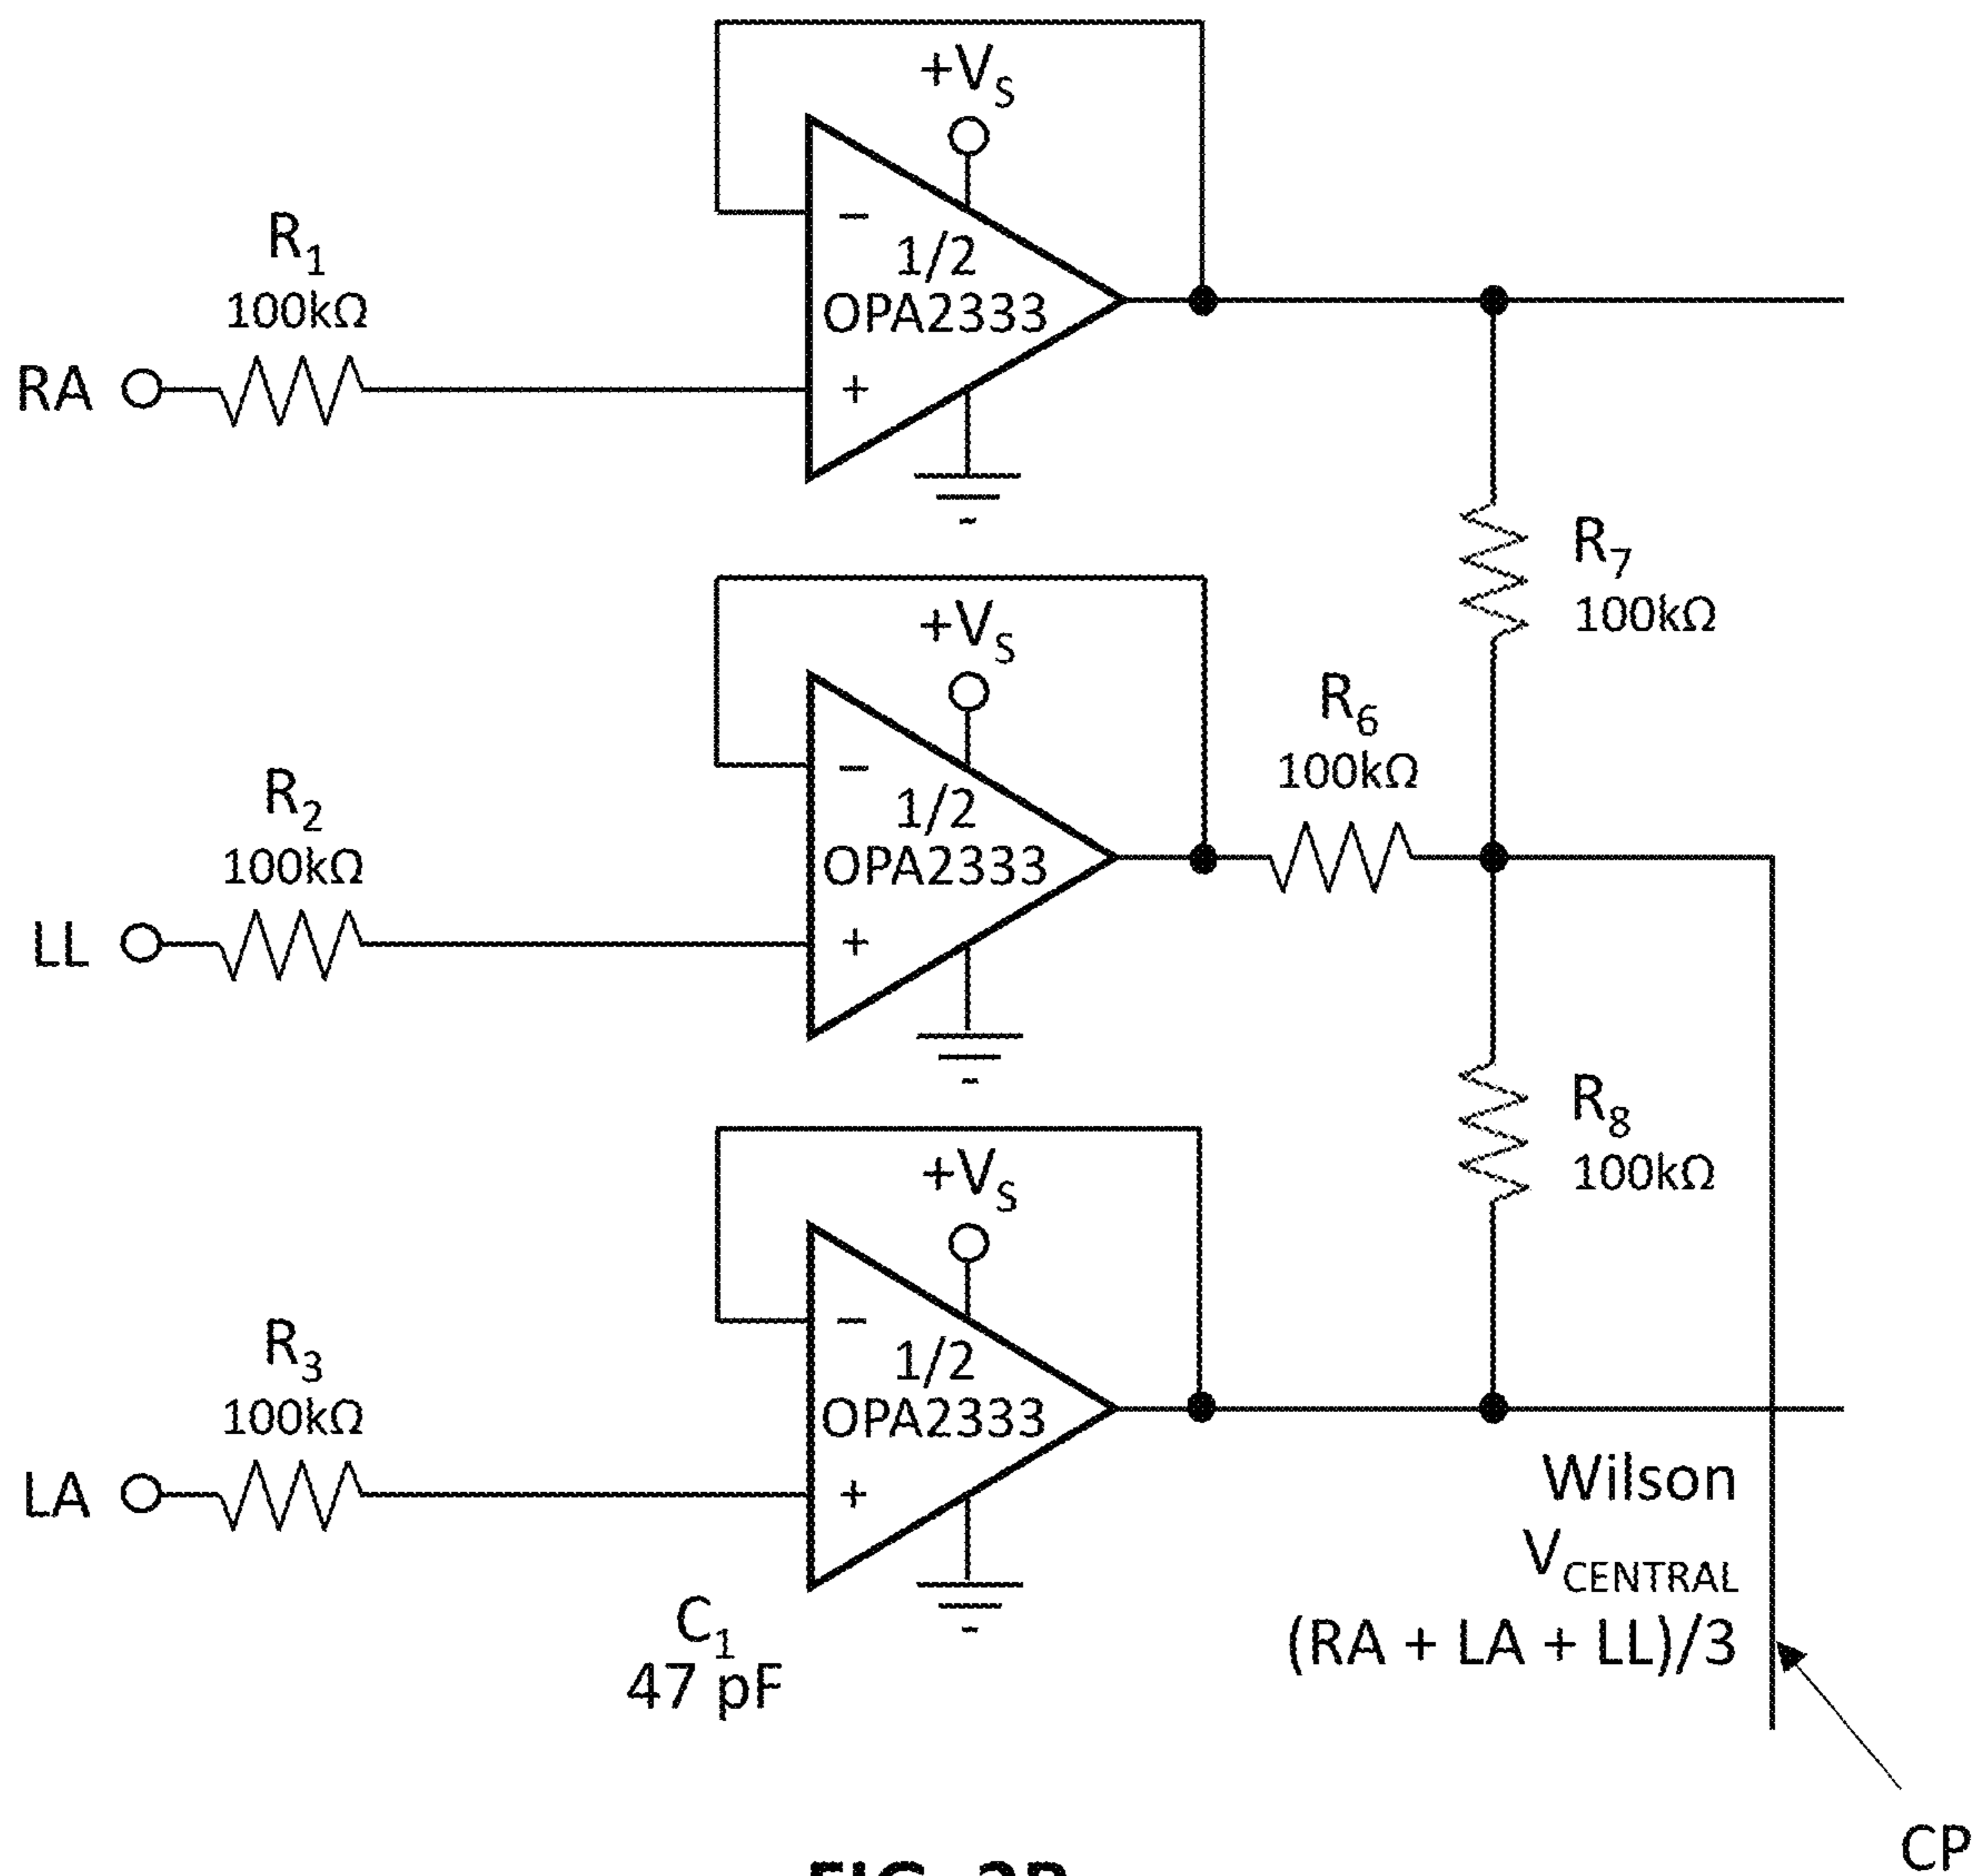 +VS
R1
100kΩ
−
1/2
OPA2333
RA
+
+VS
R7
100kΩ
R6
100kΩ
R2
100kΩ
−
1/2
OPA2333
LL
+
+VS
R8
100kΩ
R3
100kΩ
−
1/2
OPA2333
LA
+
Wilson
VCENTRAL
(RA + LA + LL)/3
C1
47 pF
CP